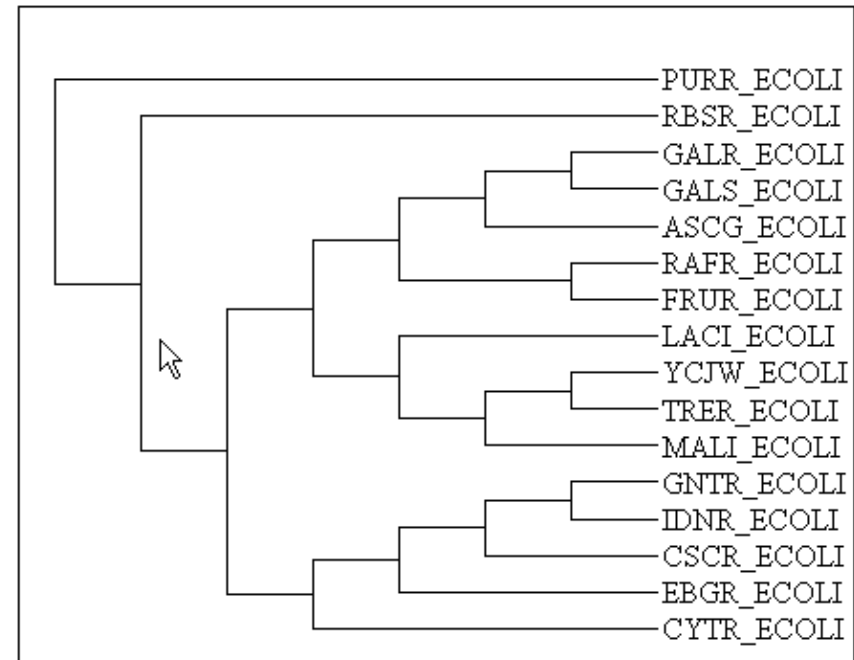 PURR_ECOLI
RBSR_ECOLI
GALR_ECOLI
GALS_ECOLI
ASCG_ECOLI
RAFR_ECOLI
FRUR_ECOLI
LACI_ECOLI
YCJW_ECOLI
TRER_ECOLI
MALI_ECOLI
GNTR_ECOLI
IDNR_ECOLI
CSCR_ECOLI
EBGR_ECOLI
CYTR_ECOLI